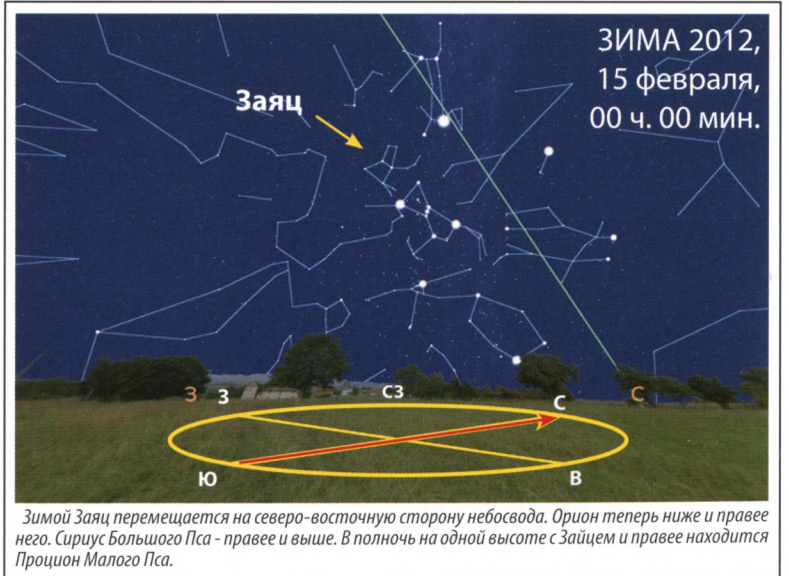 ЗИМА 2012,
15 февраля,
00 ч. 00 мин.
Заяц
З З СЗ С С
Ю В
Зимой Заяц перемещается на северо-восточную сторону небосвода. Орион теперь ниже и правее
него. Сириус Большого Пса - правее и выше. В полночь на одной высоте с Зайцем и правее находится
Процион Малого Пса.